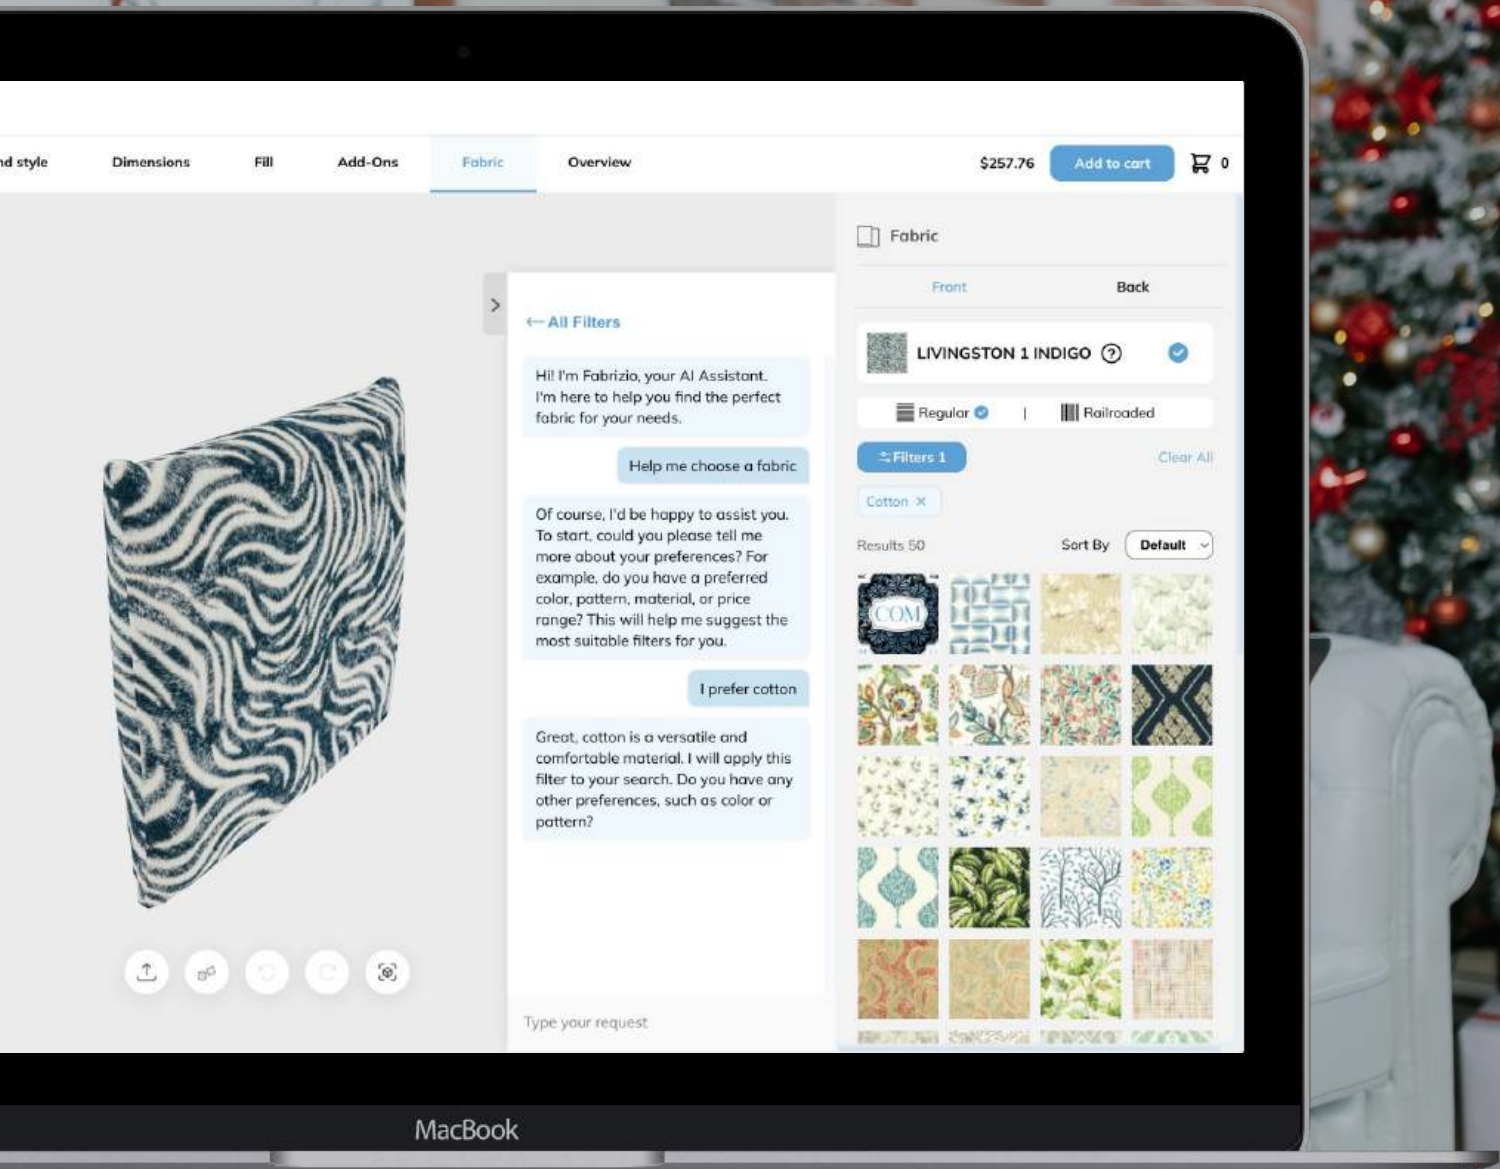 nd style
Dimensions
Fill
Add-Ons
Fabric
Overview
$257.76
Add to cart
0
Fabric
Front
Back
← All Filters
LIVINGSTON 1 INDIGO ?
Hi! I'm Fabrizio, your AI Assistant.
I'm here to help you find the perfect
fabric for your needs.
Regular | Railroaded
Help me choose a fabric
Filters 1
Clear All
Cotton ×
Of course, I'd be happy to assist you.
To start, could you please tell me
more about your preferences? For
example, do you have a preferred
color, pattern, material, or price
range? This will help me suggest the
most suitable filters for you.
Results 50
Sort By
Default
COM
I prefer cotton
Great, cotton is a versatile and
comfortable material. I will apply this
filter to your search. Do you have any
other preferences, such as color or
pattern?
Type your request
MacBook